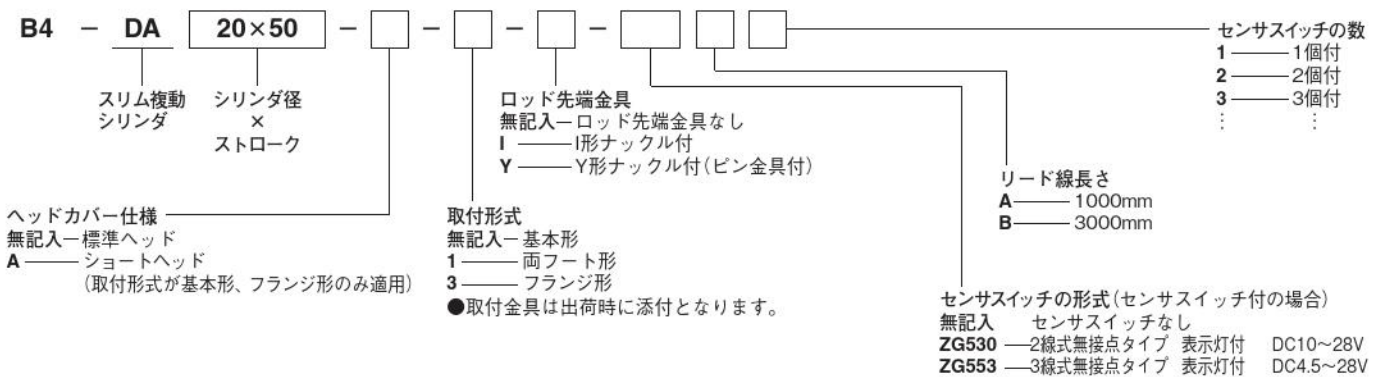 B4 − DA 20×50 − − − −
スリム複動
シリンダ
シリンダ径
×
ストローク
ヘッドカバー仕様
無記入 標準ヘッド
A ショートヘッド
(取付形式が基本形、フランジ形のみ適用)
取付形式
無記入 基本形
1 両フート形
3 フランジ形
●取付金具は出荷時に添付となります。
ロッド先端金具
無記入 ロッド先端金具なし
I I形ナックル付
Y Y形ナックル付(ピン金具付)
センサスイッチの形式(センサスイッチ付の場合)
無記入 センサスイッチなし
ZG530 2線式無接点タイプ 表示灯付 DC10〜28V
ZG553 3線式無接点タイプ 表示灯付 DC4.5〜28V
リード線長さ
A 1000mm
B 3000mm
センサスイッチの数
1 1個付
2 2個付
3 3個付
⋮ ⋮